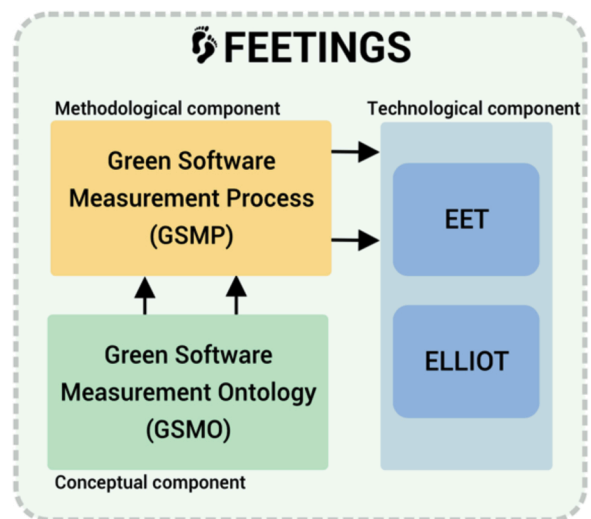 FEETINGS
Methodological component
Green Software
Measurement Process
(GSMP)
Technological component
EET
ELLIOT
Green Software
Measurement Ontology
(GSMO)
Conceptual component